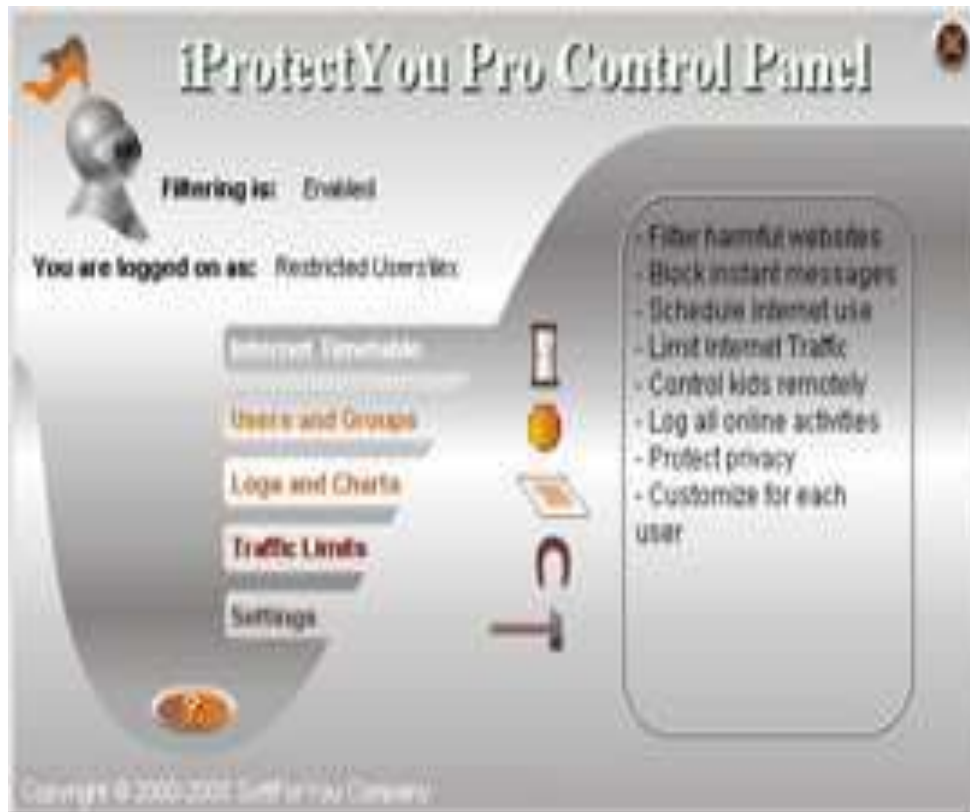 iProtectYou Pro Control Panel
Filtering is: Enabled
You are logged on as: Restricted Users\
Internet Timetable
Users and Groups
Logs and Charts
Traffic Limits
Settings
?
- Filter harmful websites
- Block instant messages
- Schedule internet use
- Limit Internet Traffic
- Control kids remotely
- Log all online activities
- Protect privacy
- Customize for each
user
Copyright © Company